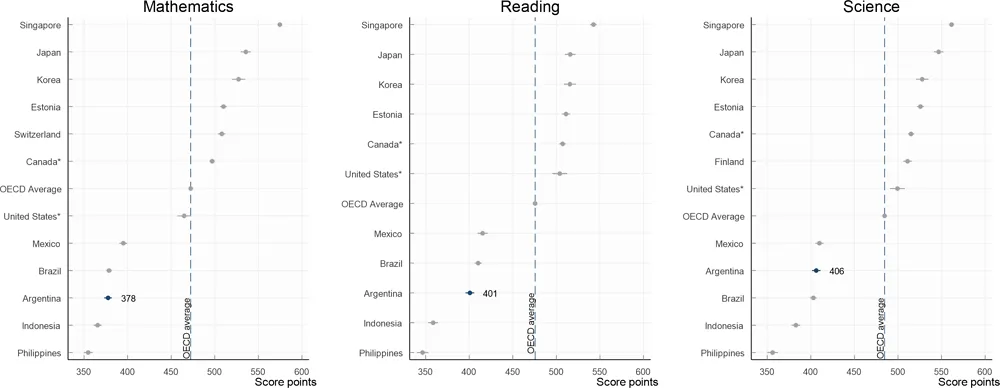 Mathematics
Singapore
Japan
Korea
Estonia
Switzerland
Canada*
OECD Average
United States*
Mexico
Brazil
Argentina 378
Indonesia
Philippines
OECD average
350 400 450 500 550 600
Score points
Reading
Singapore
Japan
Korea
Estonia
Canada*
United States*
OECD Average
Mexico
Brazil
Argentina 401
Indonesia
Philippines
OECD average
350 400 450 500 550 600
Score points
Science
Singapore
Japan
Korea
Estonia
Canada*
Finland
United States*
OECD Average
Mexico
Argentina 406
Brazil
Indonesia
Philippines
OECD average
350 400 450 500 550 600
Score points